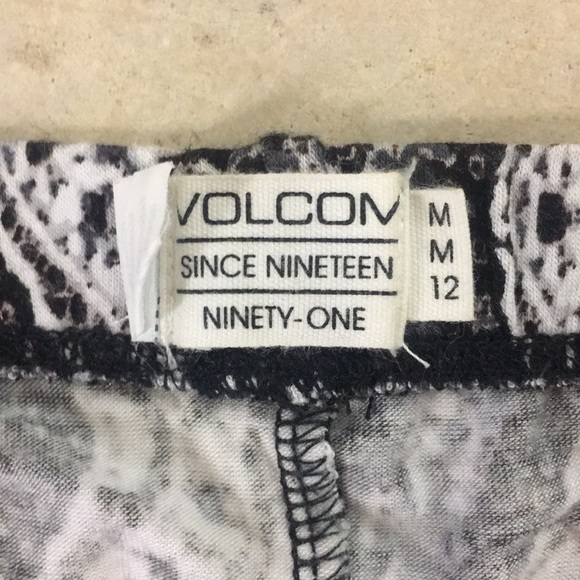 VOLCOM
SINCE NINETEEN
NINETY-ONE
M
M
12